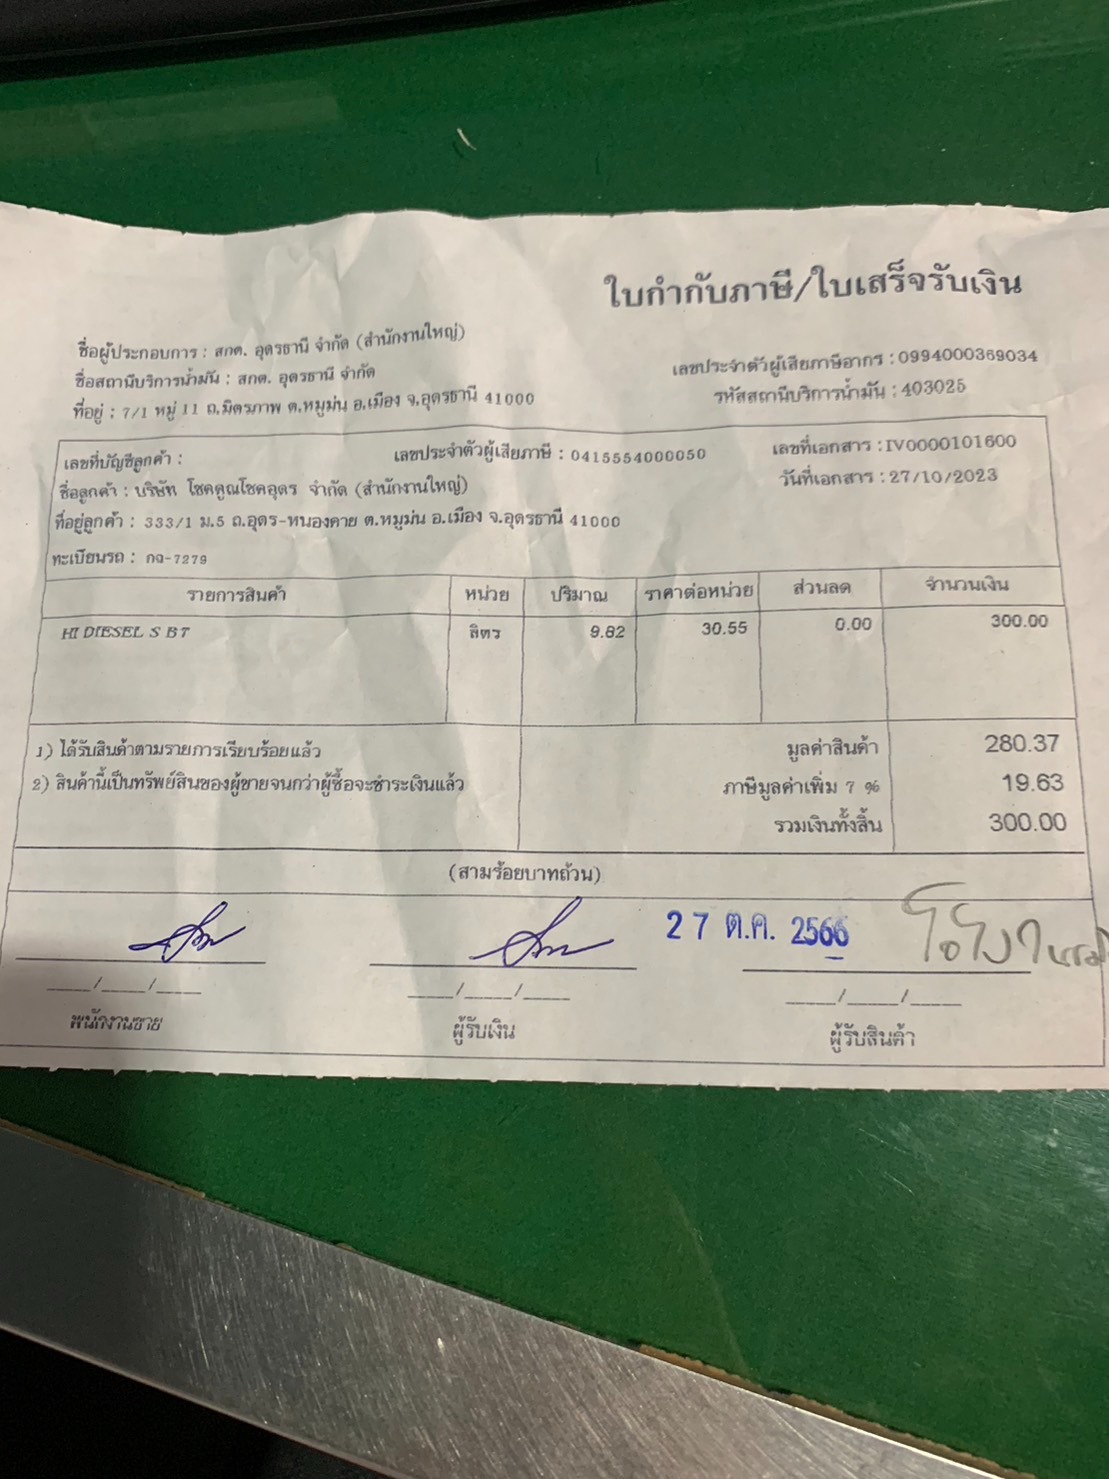 ใบกำกับภาษี/ใบเสร็จรับเงิน
ชื่อผู้ประกอบการ : สกต. อุดรธานี จำกัด (สำนักงานใหญ่)
เลขประจำตัวผู้เสียภาษีอากร : 0994000369034
ชื่อสถานีบริการน้ำมัน : สกต. อุดรธานี จำกัด
รหัสสถานีบริการน้ำมัน : 403025
ที่อยู่ : 7/1 หมู่ 11 ถ.มิตรภาพ ต.หมูม่น อ.เมือง จ.อุดรธานี 41000
เลขที่บัญชีลูกค้า : เลขประจำตัวผู้เสียภาษี : 0415554000050 เลขที่เอกสาร : IV0000101600
ชื่อลูกค้า : บริษัท โชคคูณโชคอุดร จำกัด (สำนักงานใหญ่) วันที่เอกสาร : 27/10/2023
ที่อยู่ลูกค้า : 333/1 ม.5 ถ.อุดร-หนองคาย ต.หมูม่น อ.เมือง จ.อุดรธานี 41000
ทะเบียนรถ : กฉ-7279
รายการสินค้า หน่วย ปริมาณ ราคาต่อหน่วย ส่วนลด จำนวนเงิน
HI DIESEL S B7 ลิตร 9.82 30.55 0.00 300.00
1) ได้รับสินค้าตามรายการเรียบร้อยแล้ว มูลค่าสินค้า 280.37
2) สินค้านี้เป็นทรัพย์สินของผู้ขายจนกว่าผู้ซื้อจะชำระเงินแล้ว ภาษีมูลค่าเพิ่ม 7 % 19.63
รวมเงินทั้งสิ้น 300.00
(สามร้อยบาทถ้วน)
27 ต.ค. 2566
___/___/___ ___/___/___ ___/___/___
พนักงานขาย ผู้รับเงิน ผู้รับสินค้า